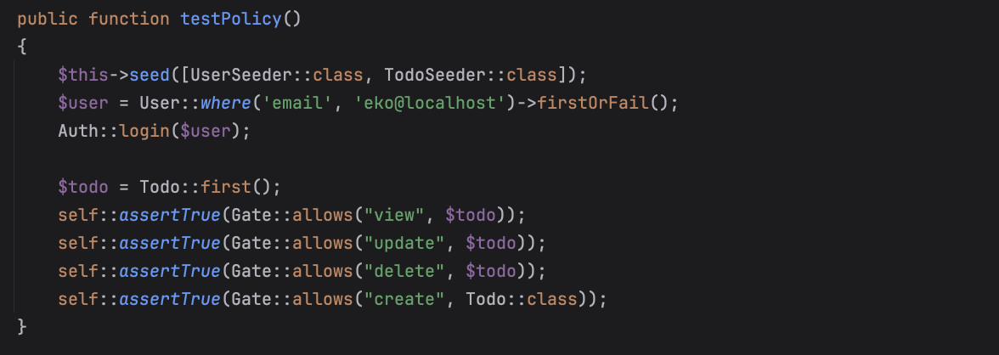 public function testPolicy()
{
    $this->seed([UserSeeder::class, TodoSeeder::class]);
    $user = User::where('email', 'eko@localhost')->firstOrFail();
    Auth::login($user);

    $todo = Todo::first();
    self::assertTrue(Gate::allows("view", $todo));
    self::assertTrue(Gate::allows("update", $todo));
    self::assertTrue(Gate::allows("delete", $todo));
    self::assertTrue(Gate::allows("create", Todo::class));
}